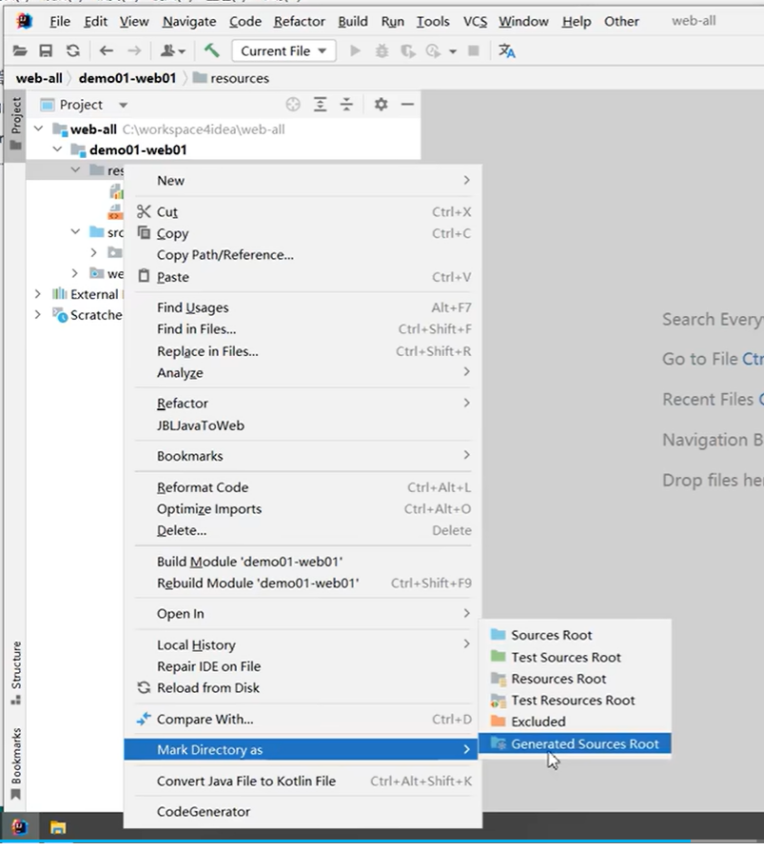 File Edit View Navigate Code Refactor Build Run Tools VCS Window Help Other web-all
Current File
web-all demo01-web01 resources
Project
Project
web-all C:\workspace4idea\web-all
demo01-web01
res
New
Cut Ctrl+X
src Copy Ctrl+C
Copy Path/Reference...
we Paste Ctrl+V
External
Scratche
Find Usages Alt+F7
Find in Files... Ctrl+Shift+F
Replace in Files... Ctrl+Shift+R
Analyze
Refactor
JBLJavaToWeb
Bookmarks
Reformat Code Ctrl+Alt+L
Optimize Imports Ctrl+Alt+O
Delete... Delete
Build Module 'demo01-web01'
Rebuild Module 'demo01-web01' Ctrl+Shift+F9
Open In
Local History
Repair IDE on File
Reload from Disk
Compare With... Ctrl+D
Mark Directory as
Convert Java File to Kotlin File Ctrl+Alt+Shift+K
CodeGenerator
Sources Root
Test Sources Root
Resources Root
Test Resources Root
Excluded
Generated Sources Root
Search Every
Go to File Ctr
Recent Files C
Navigation B
Drop files he
Structure
Bookmarks